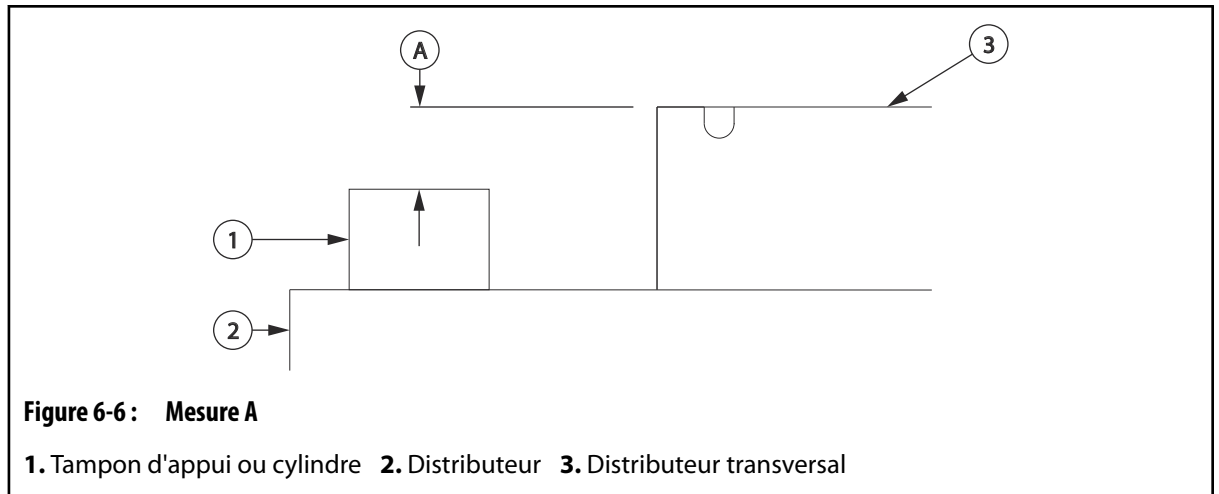 A
3
1
2
Figure 6-6 : Mesure A
1. Tampon d'appui ou cylindre 2. Distributeur 3. Distributeur transversal